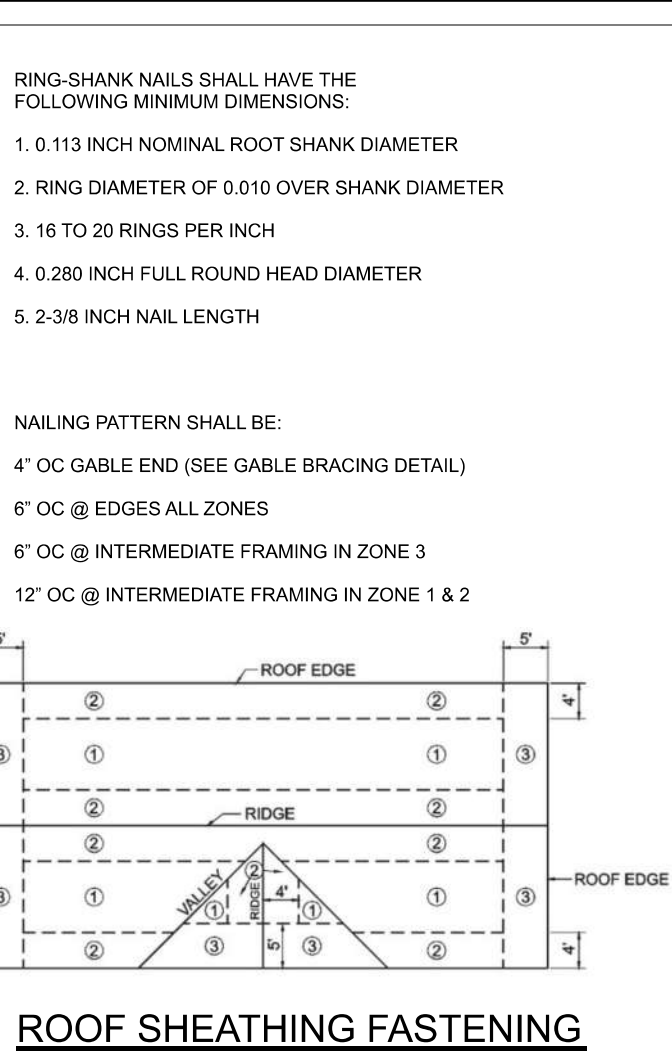 RING-SHANK NAILS SHALL HAVE THE
FOLLOWING MINIMUM DIMENSIONS:
1. 0.113 INCH NOMINAL ROOT SHANK DIAMETER
2. RING DIAMETER OF 0.010 OVER SHANK DIAMETER
3. 16 TO 20 RINGS PER INCH
4. 0.280 INCH FULL ROUND HEAD DIAMETER
5. 2-3/8 INCH NAIL LENGTH
NAILING PATTERN SHALL BE:
4” OC GABLE END (SEE GABLE BRACING DETAIL)
6” OC @ EDGES ALL ZONES
6” OC @ INTERMEDIATE FRAMING IN ZONE 3
12” OC @ INTERMEDIATE FRAMING IN ZONE 1 & 2
5' 5'
ROOF EDGE
2 2 4'
3 1 1 3
2 2
RIDGE
2 2
2
VALLEY
RIDGE
4'
ROOF EDGE
3 1 1 1 1 3
2 3 5' 3 2 4'
ROOF SHEATHING FASTENING